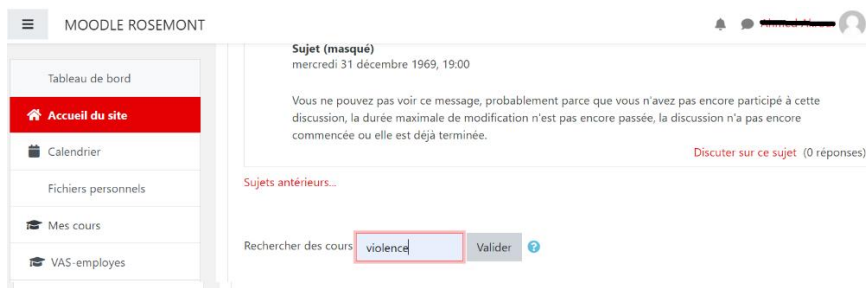 MOODLE ROSEMONT
Tableau de bord
Accueil du site
Calendrier
Fichiers personnels
Mes cours
VAS-employes
Sujet (masqué)
mercredi 31 décembre 1969, 19:00
Vous ne pouvez pas voir ce message, probablement parce que vous n'avez pas encore participé à cette
discussion, la durée maximale de modification n'est pas encore passée, la discussion n'a pas encore
commencée ou elle est déjà terminée.
Discuter sur ce sujet (0 réponses)
Sujets antérieurs...
Rechercher des cours violence Valider ?